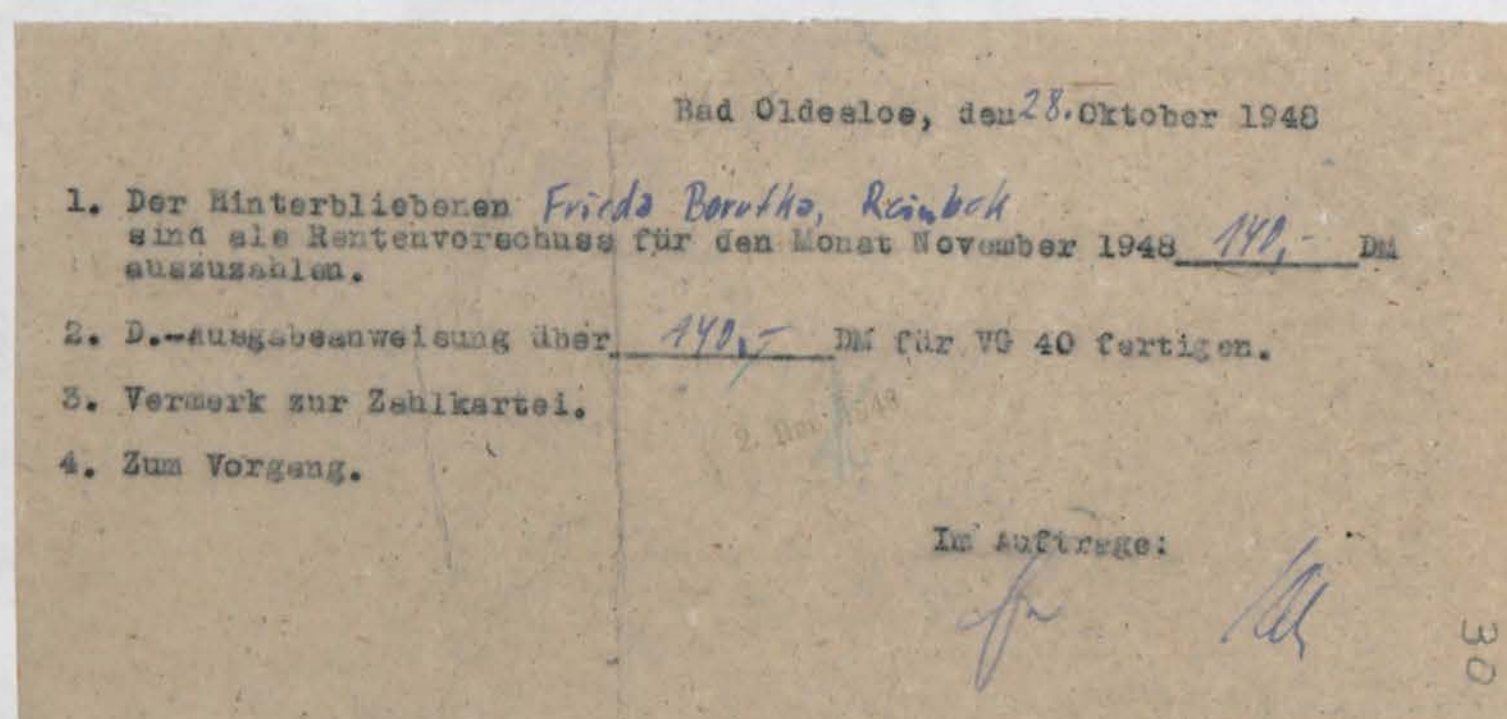 Bad Oldesloe, den 28. Oktober 1948
1. Der Hinterbliebenen Frieda Borutta, Reinbek
sind als Rentenvorschuss für den Monat November 1948 140,- DM
auszuzahlen.
2. D.-ausgabeanweisung über 140,- DM für VG 40 fertigen.
3. Vermerk zur Zahlkartei.
2. Nov. 1948
4. Zum Vorgang.
Im Auftrage:
30